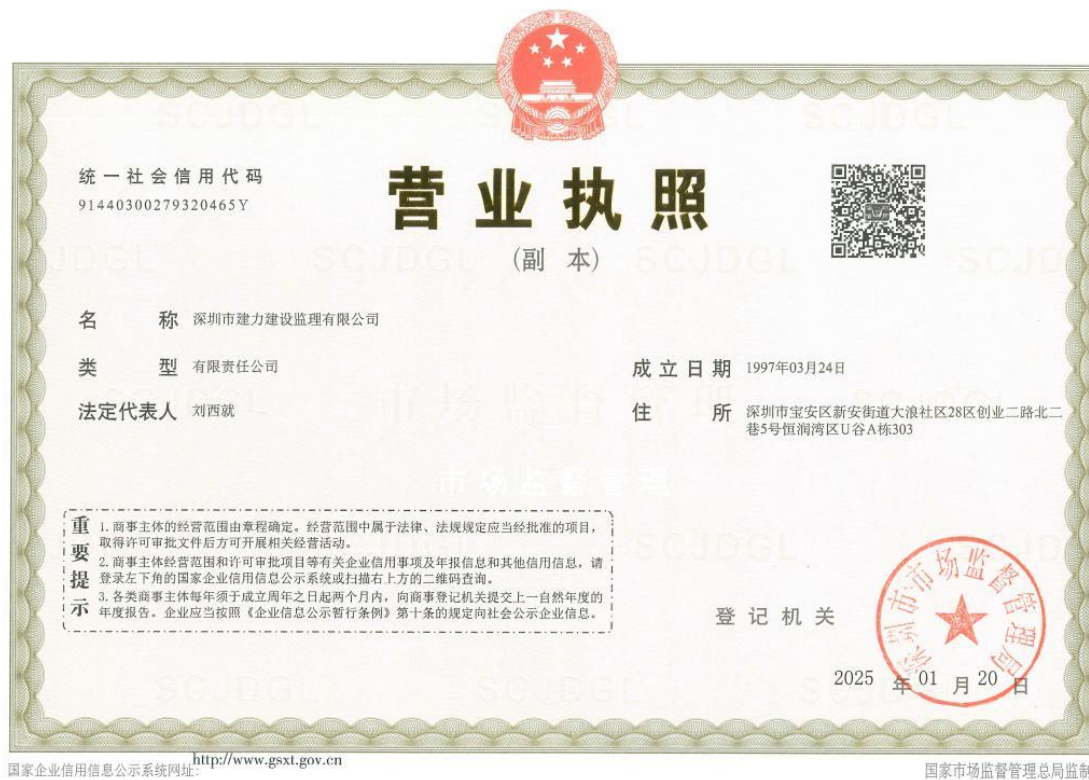 统一社会信用代码
91440300279320465Y
营业执照
(副 本)
名 称 深圳市建力建设监理有限公司
类 型 有限责任公司
法定代表人 刘西就
成立日期 1997年03月24日
住 所 深圳市宝安区新安街道大浪社区28区创业二路北二
巷5号恒润湾区U谷A栋303
重要提示
1. 商事主体的经营范围由章程确定。经营范围中属于法律、法规规定应当经批准的项目，
取得许可审批文件后方可开展相关经营活动。
2. 商事主体经营范围和许可审批项目等有关企业信用事项及年报信息和其他信用信息，请
登录左下角的国家企业信用信息公示系统或扫描右上方的二维码查询。
3. 各类商事主体每年须于成立周年之日起两个月内，向商事登记机关提交上一自然年度的
年度报告。企业应当按照《企业信息公示暂行条例》第十条的规定向社会公示企业信息。
登记机关
深圳市市场监督管理局
2025 年 01 月 20 日
国家企业信用信息公示系统网址: http://www.gsxt.gov.cn
国家市场监督管理总局监制
SCJDGL
市场监督管理